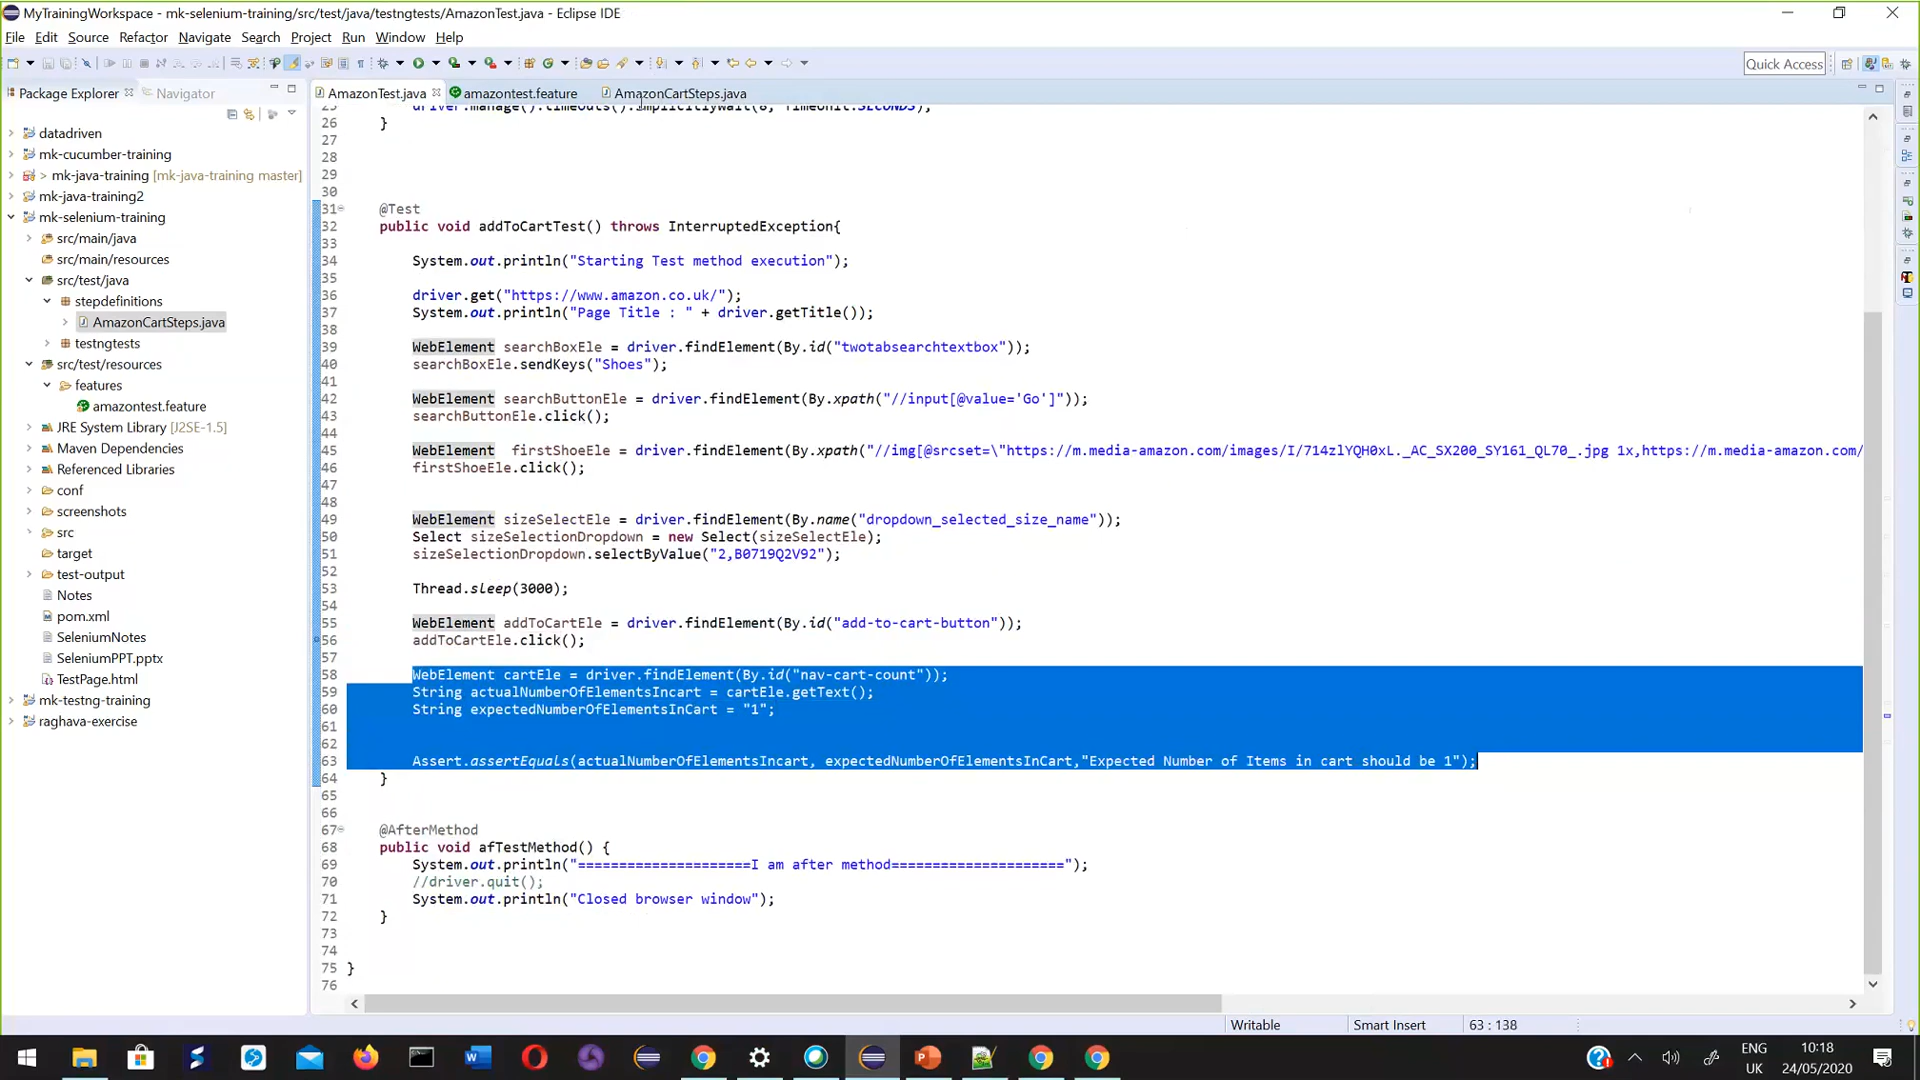 MyTrainingWorkspace - mk-selenium-training/src/test/java/testngtests/AmazonTest.java - Eclipse IDE
File Edit Source Refactor Navigate Search Project Run Window Help
Quick Access
Package Explorer Navigator
AmazonTest.java amazontest.feature AmazonCartSteps.java
datadriven
mk-cucumber-training
> mk-java-training [mk-java-training master]
mk-java-training2
mk-selenium-training
src/main/java
src/main/resources
src/test/java
stepdefinitions
AmazonCartSteps.java
testngtests
src/test/resources
features
amazontest.feature
JRE System Library [J2SE-1.5]
Maven Dependencies
Referenced Libraries
conf
screenshots
src
target
test-output
Notes
pom.xml
SeleniumNotes
SeleniumPPT.pptx
TestPage.html
mk-testng-training
raghava-exercise
25 driver.manage().timeouts().implicitlyWait(6, TimeUnit.SECONDS);
26 }
27
28
29
30
31 @Test
32 public void addToCartTest() throws InterruptedException{
33
34 System.out.println("Starting Test method execution");
35
36 driver.get("https://www.amazon.co.uk/");
37 System.out.println("Page Title : " + driver.getTitle());
38
39 WebElement searchBoxEle = driver.findElement(By.id("twotabsearchtextbox"));
40 searchBoxEle.sendKeys("Shoes");
41
42 WebElement searchButtonEle = driver.findElement(By.xpath("//input[@value='Go']"));
43 searchButtonEle.click();
44
45 WebElement firstShoeEle = driver.findElement(By.xpath("//img[@srcset=\"https://m.media-amazon.com/images/I/714zlYQH0xL._AC_SX200_SY161_QL70_.jpg 1x,https://m.media-amazon.com/
46 firstShoeEle.click();
47
48
49 WebElement sizeSelectEle = driver.findElement(By.name("dropdown_selected_size_name"));
50 Select sizeSelectionDropdown = new Select(sizeSelectEle);
51 sizeSelectionDropdown.selectByValue("2,B0719Q2V92");
52
53 Thread.sleep(3000);
54
55 WebElement addToCartEle = driver.findElement(By.id("add-to-cart-button"));
56 addToCartEle.click();
57
58 WebElement cartEle = driver.findElement(By.id("nav-cart-count"));
59 String actualNumberOfElementsIncart = cartEle.getText();
60 String expectedNumberOfElementsInCart = "1";
61
62
63 Assert.assertEquals(actualNumberOfElementsIncart, expectedNumberOfElementsInCart,"Expected Number of Items in cart should be 1");
64 }
65
66
67 @AfterMethod
68 public void afTestMethod() {
69 System.out.println("=====================I am after method=====================");
70 //driver.quit();
71 System.out.println("Closed browser window");
72 }
73
74
75 }
76
Writable Smart Insert 63 : 138
ENG
UK
10:18
24/05/2020